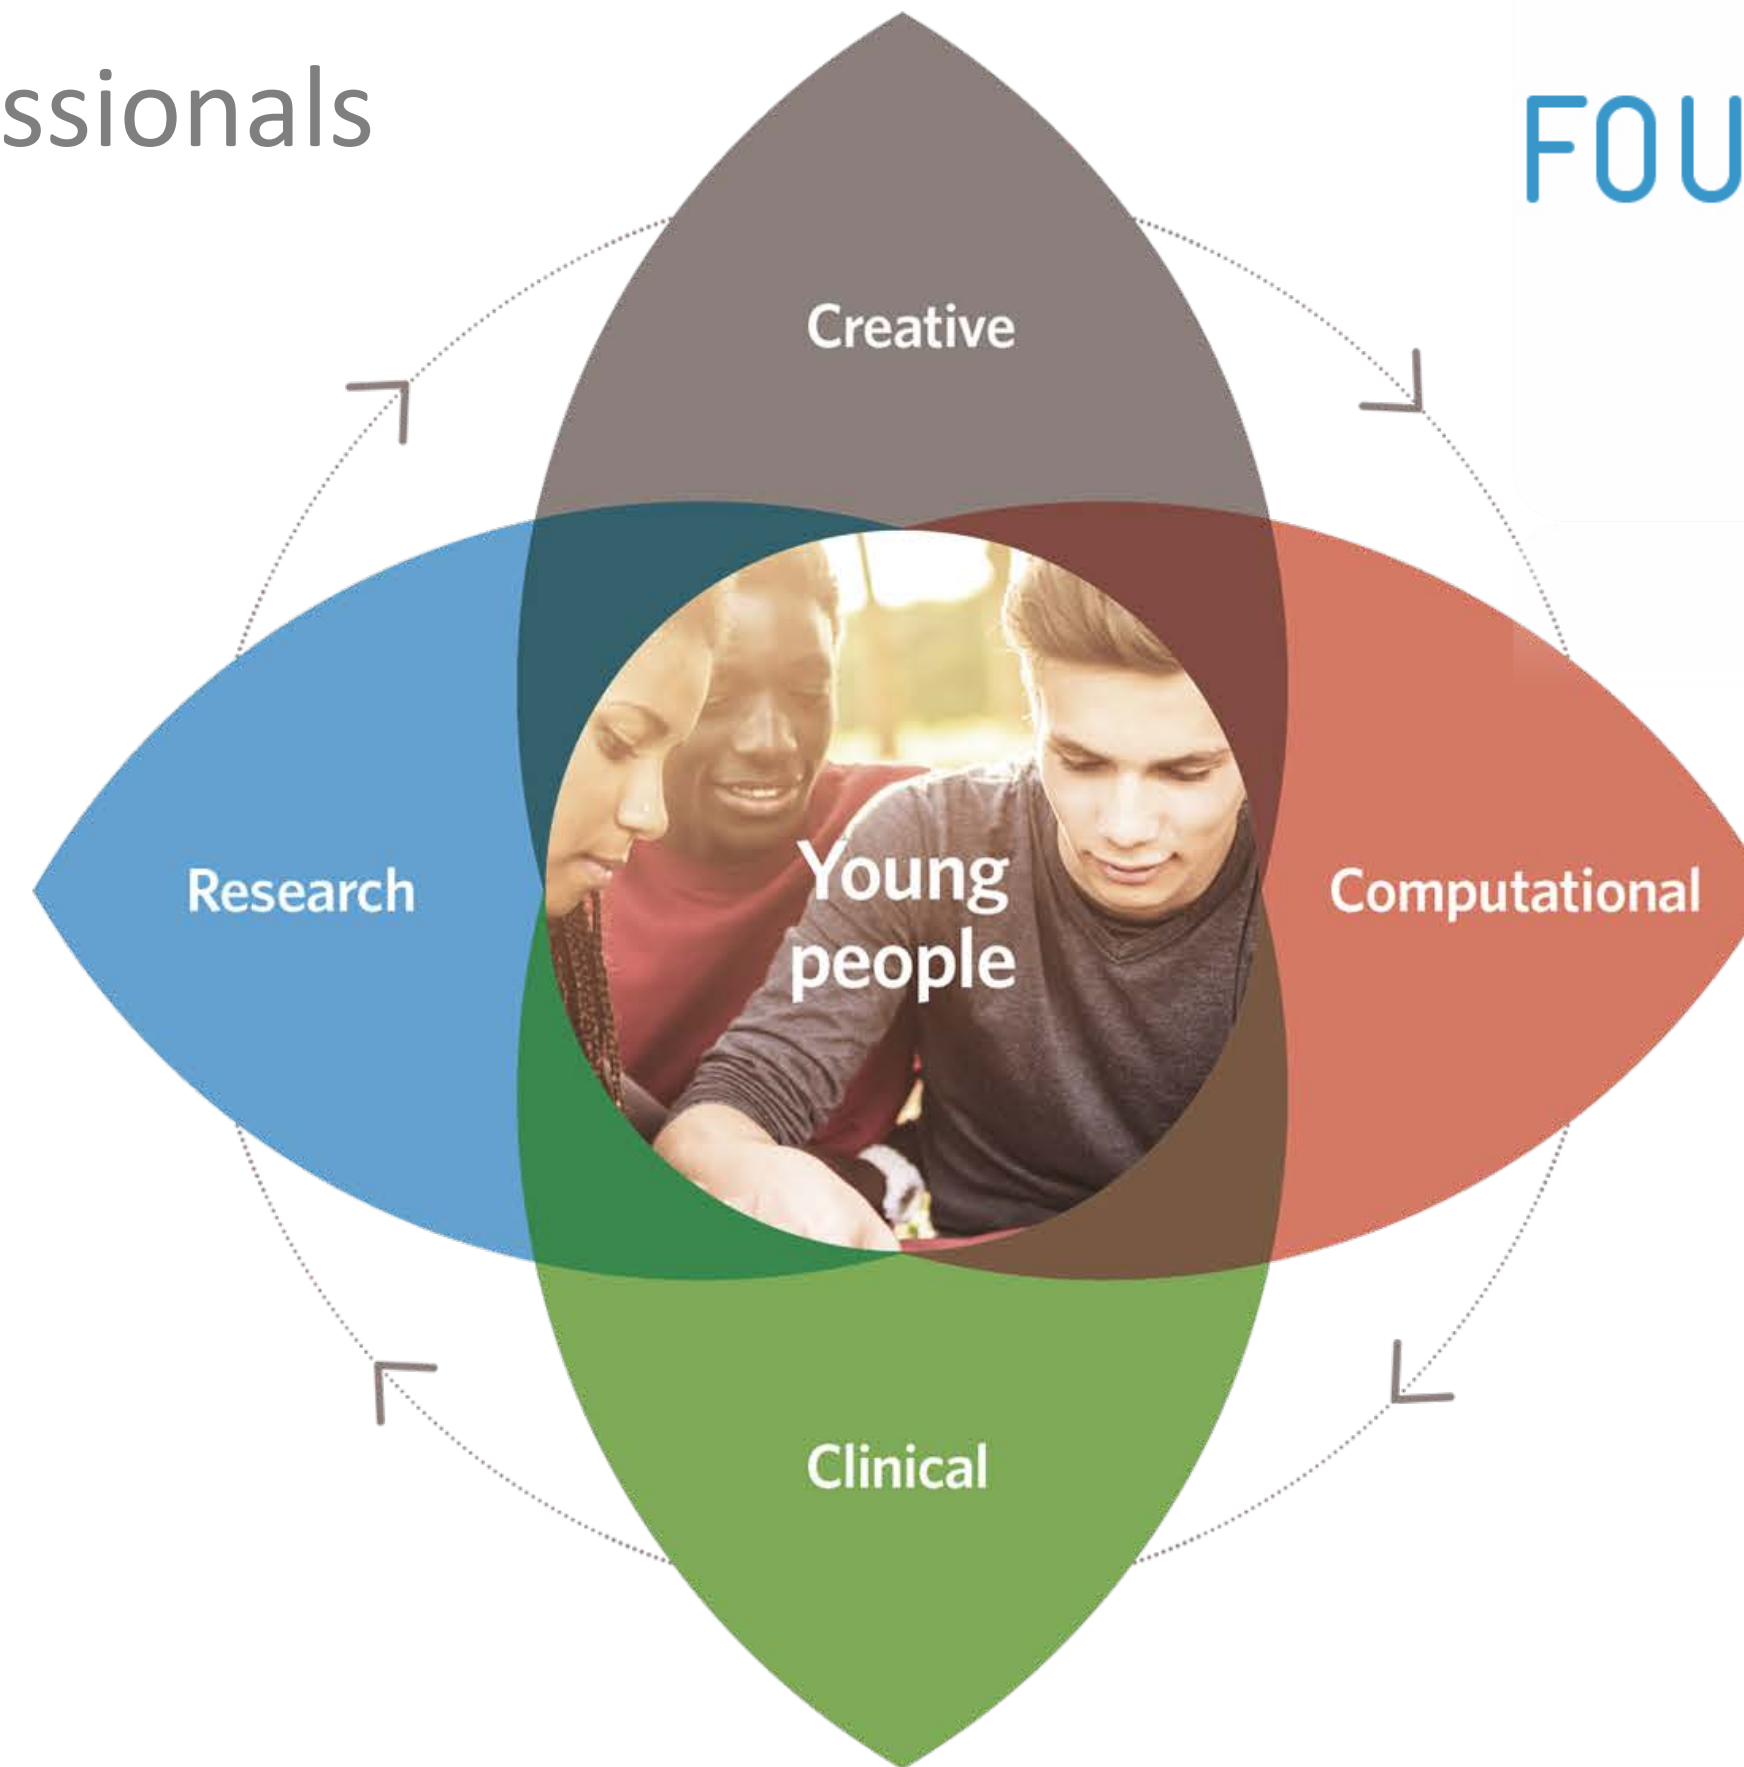 ssionals
FOU
Creative
Research
Young
people
Computational
Clinical